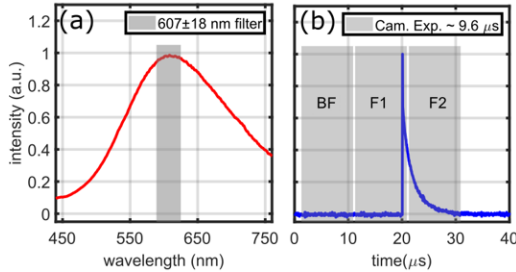 (a)
607±18 nm filter
1.2
1
0.8
0.6
0.4
0.2
0
intensity (a.u.)
450
550
650
750
wavelength (nm)
(b)
Cam. Exp. ~ 9.6 μs
BF
F1
F2
0
10
20
30
40
time(μs)